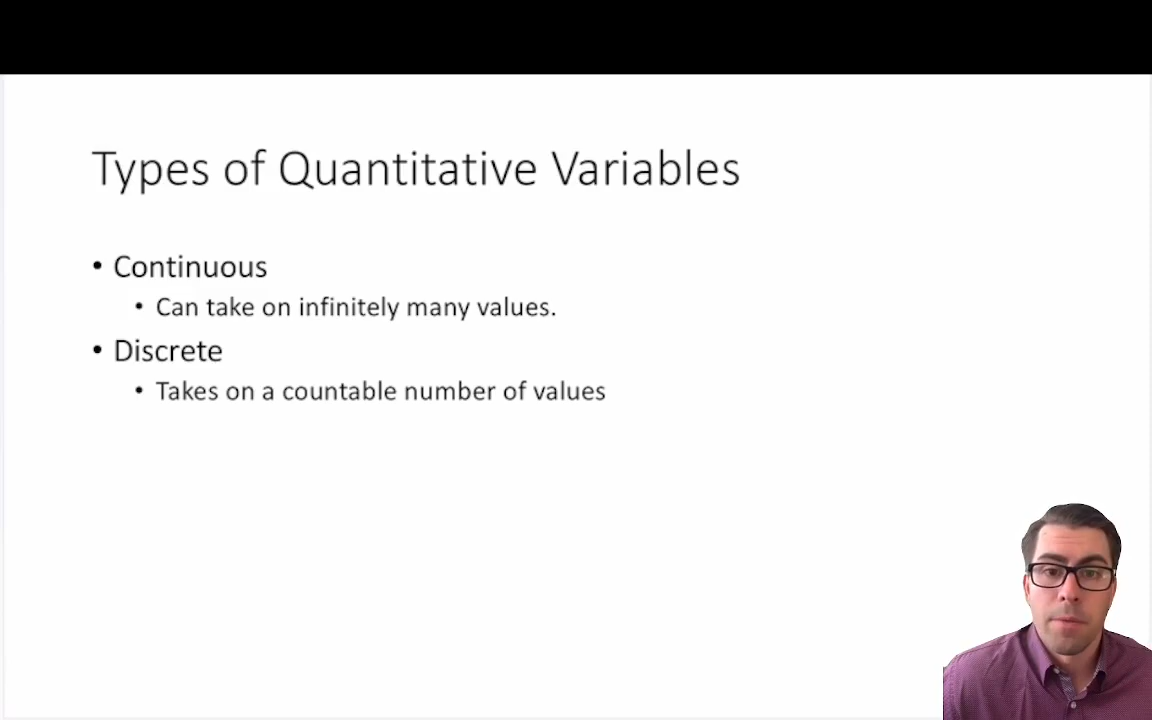 Types of Quantitative Variables
• Continuous
• Can take on infinitely many values.
• Discrete
• Takes on a countable number of values